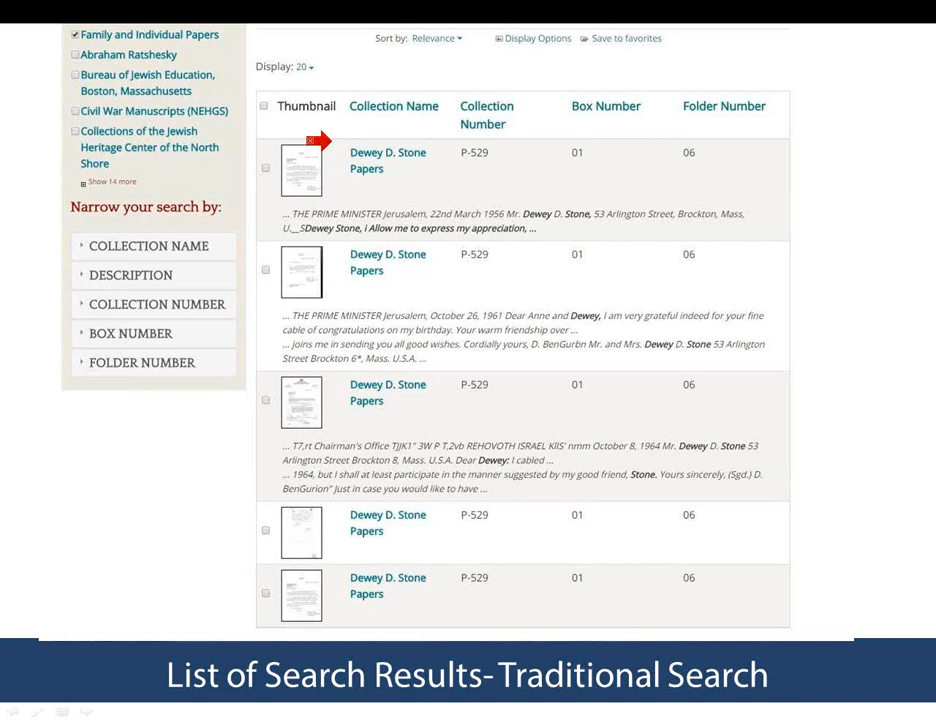 Family and Individual Papers
Abraham Ratshesky
Bureau of Jewish Education,
Boston, Massachusetts
Civil War Manuscripts (NEHGS)
Collections of the Jewish
Heritage Center of the North
Shore
Show 14 more
Narrow your search by:
COLLECTION NAME
DESCRIPTION
COLLECTION NUMBER
BOX NUMBER
FOLDER NUMBER
Sort by: Relevance Display Options Save to favorites
Display: 20
Thumbnail Collection Name Collection Number Box Number Folder Number
Dewey D. Stone Papers P-529 01 06
... THE PRIME MINISTER Jerusalem, 22nd March 1956 Mr. Dewey D. Stone, 53 Arlington Street, Brockton, Mass,
U.__SDewey Stone, i Allow me to express my appreciation, ...
Dewey D. Stone Papers P-529 01 06
... THE PRIME MINISTER Jerusalem, October 26, 1961 Dear Anne and Dewey, I am very grateful indeed for your fine
cable of congratulations on my birthday. Your warm friendship over ...
... joins me in sending you all good wishes. Cordially yours, D. BenGurbn Mr. and Mrs. Dewey D. Stone 53 Arlington
Street Brockton 6*, Mass. U.S.A. ...
Dewey D. Stone Papers P-529 01 06
... T7,rt Chairman's Office TJJK1" 3W P T,2vb REHOVOTH ISRAEL KllS' nmm October 8, 1964 Mr. Dewey D. Stone 53
Arlington Street Brockton 8, Mass. U.S.A. Dear Dewey: I cabled ...
... 1964, but I shall at least participate in the manner suggested by my good friend, Stone. Yours sincerely, (Sgd.) D.
BenGurion" Just in case you would like to have ...
Dewey D. Stone Papers P-529 01 06
Dewey D. Stone Papers P-529 01 06
List of Search Results- Traditional Search